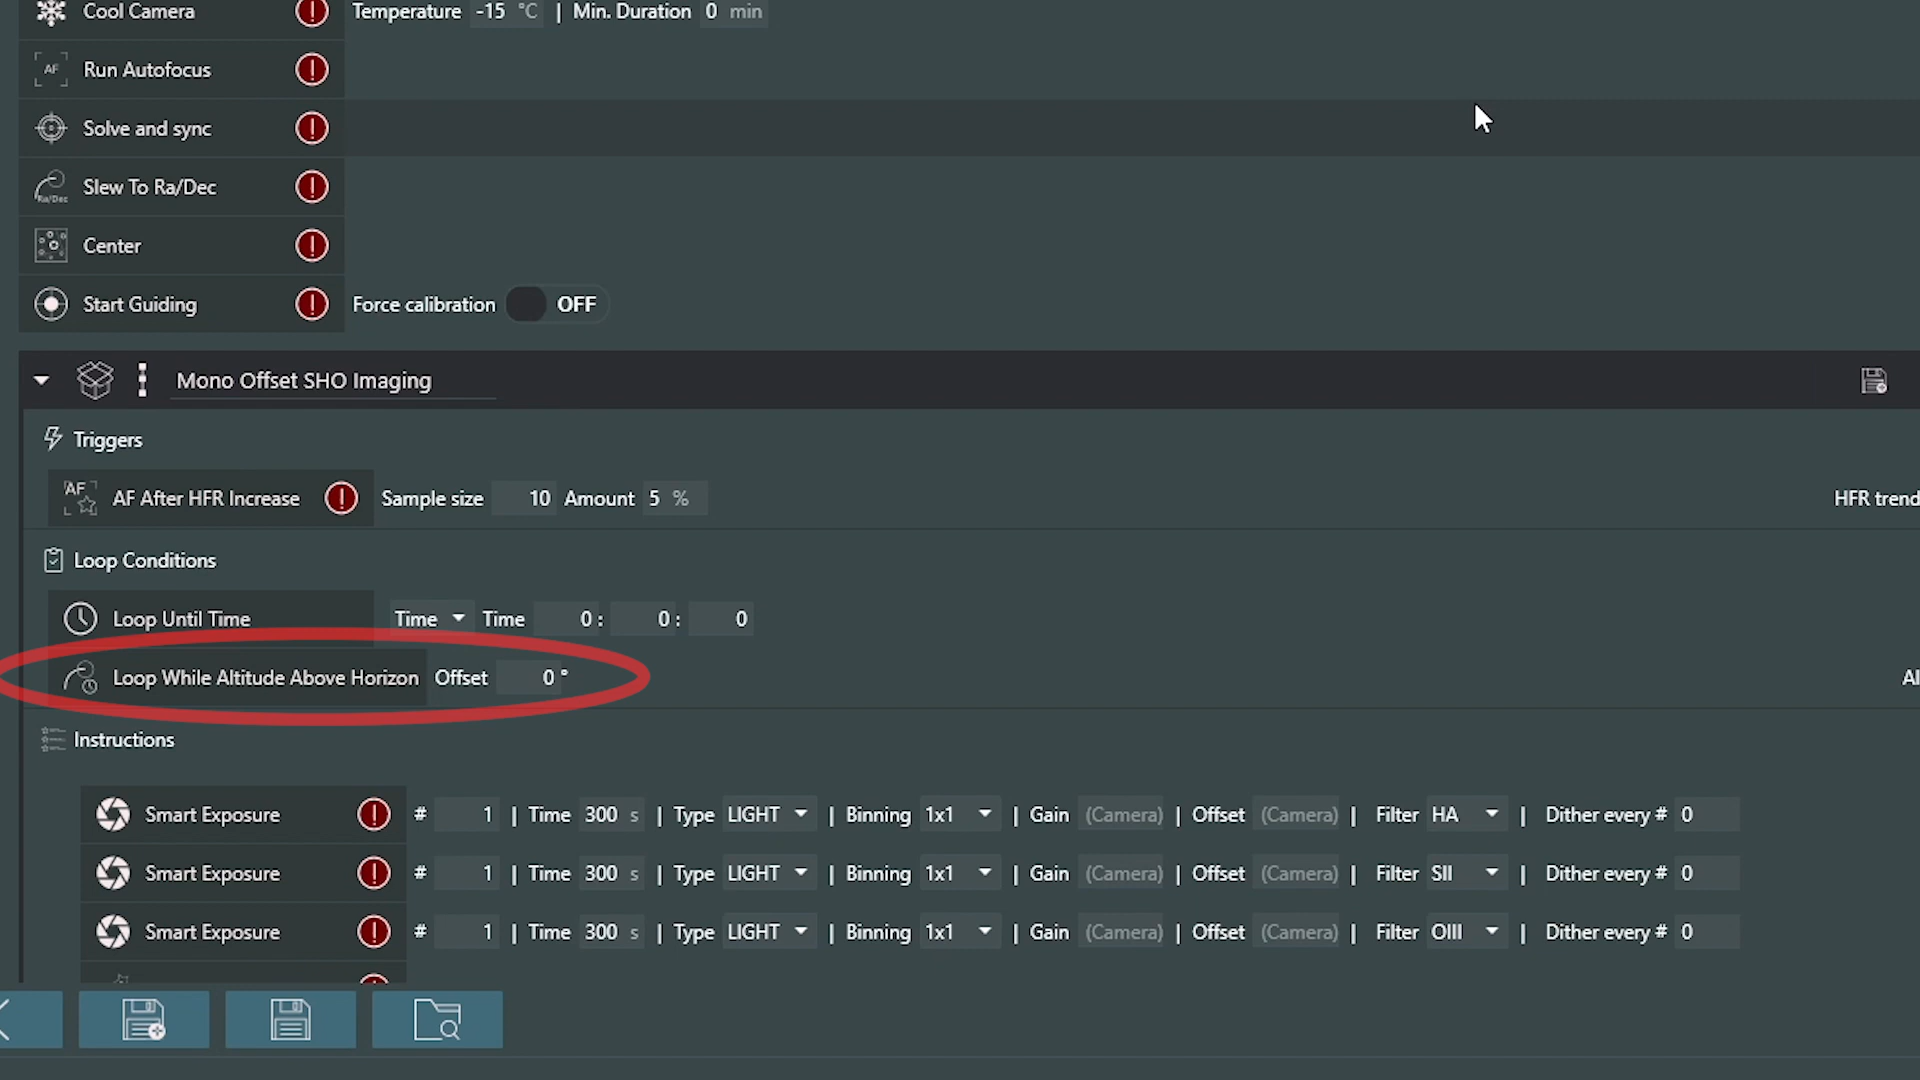 Cool Camera Temperature -15 °C | Min. Duration 0 min
AF Run Autofocus
Solve and sync
Ra/Dec Slew To Ra/Dec
Center
Start Guiding Force calibration OFF
Mono Offset SHO Imaging
Triggers
AF AF After HFR Increase Sample size 10 Amount 5 % HFR trend
Loop Conditions
Loop Until Time Time Time 0 : 0 : 0
Loop While Altitude Above Horizon Offset 0 °
Instructions
Smart Exposure # 1 | Time 300 s | Type LIGHT | Binning 1x1 | Gain (Camera) | Offset (Camera) | Filter HA | Dither every # 0
Smart Exposure # 1 | Time 300 s | Type LIGHT | Binning 1x1 | Gain (Camera) | Offset (Camera) | Filter SII | Dither every # 0
Smart Exposure # 1 | Time 300 s | Type LIGHT | Binning 1x1 | Gain (Camera) | Offset (Camera) | Filter OIII | Dither every # 0